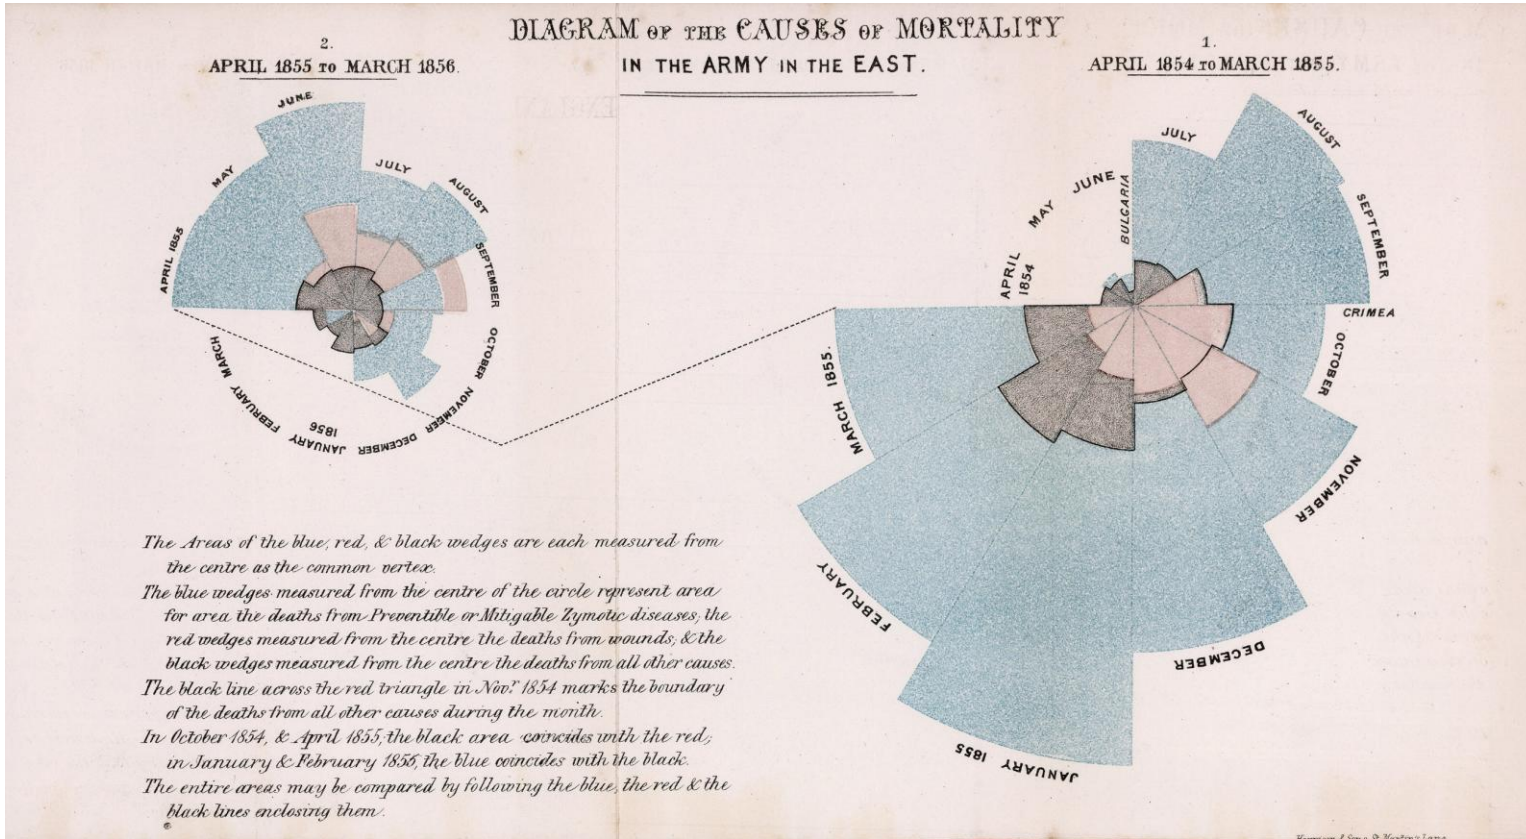 DIAGRAM OF THE CAUSES OF MORTALITY
IN THE ARMY IN THE EAST.
2.
APRIL 1855 TO MARCH 1856.
JUNE
JULY
AUGUST
SEPTEMBER
OCTOBER
NOVEMBER
DECEMBER
JANUARY
1856
FEBRUARY
MARCH
APRIL 1855
MAY
1.
APRIL 1854 TO MARCH 1855.
APRIL
1854
MAY
JUNE
BULGARIA
JULY
AUGUST
SEPTEMBER
CRIMEA
OCTOBER
NOVEMBER
DECEMBER
JANUARY 1855
FEBRUARY
MARCH 1855
The Areas of the blue, red, & black wedges are each measured from
the centre as the common vertex.
The blue wedges measured from the centre of the circle represent area
for area the deaths from Preventible or Mitigable Zymotic diseases; the
red wedges measured from the centre the deaths from wounds; & the
black wedges measured from the centre the deaths from all other causes.
The black line across the red triangle in Novr. 1854 marks the boundary
of the deaths from all other causes during the month.
In October 1854, & April 1855, the black area coincides with the red;
in January & February 1856, the blue coincides with the black.
The entire areas may be compared by following the blue, the red & the
black lines enclosing them.